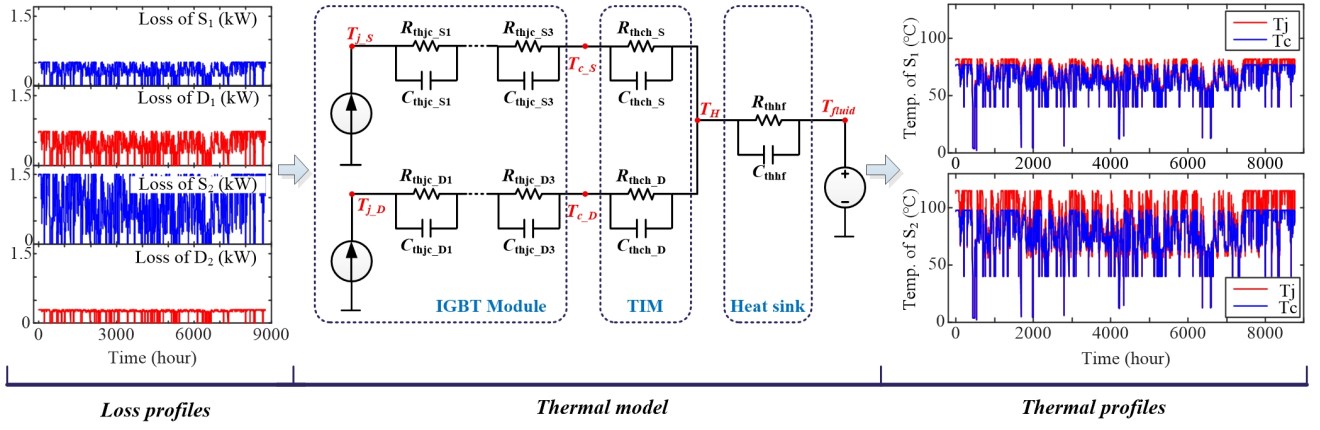 1.5
Loss of S1 (kW)
0
1.5
Loss of D1 (kW)
0
1.5
Loss of S2 (kW)
0
1.5
Loss of D2 (kW)
0
0 3000 6000 9000
Time (hour)
Loss profiles
Tj_S
Rthjc_S1
Cthjc_S1
Rthjc_S3
Cthjc_S3
Tc_S
Rthch_S
Cthch_S
Tj_D
Rthjc_D1
Cthjc_D1
Rthjc_D3
Cthjc_D3
Tc_D
Rthch_D
Cthch_D
TH
Rthhf
Cthhf
Tfluid
+
−
IGBT Module
TIM
Heat sink
Thermal model
Temp. of S1 (°C)
100
50
0
Tj
Tc
0 2000 4000 6000 8000
Temp. of S2 (°C)
100
50
0
Tj
Tc
0 2000 4000 6000 8000
Time (hour)
Thermal profiles